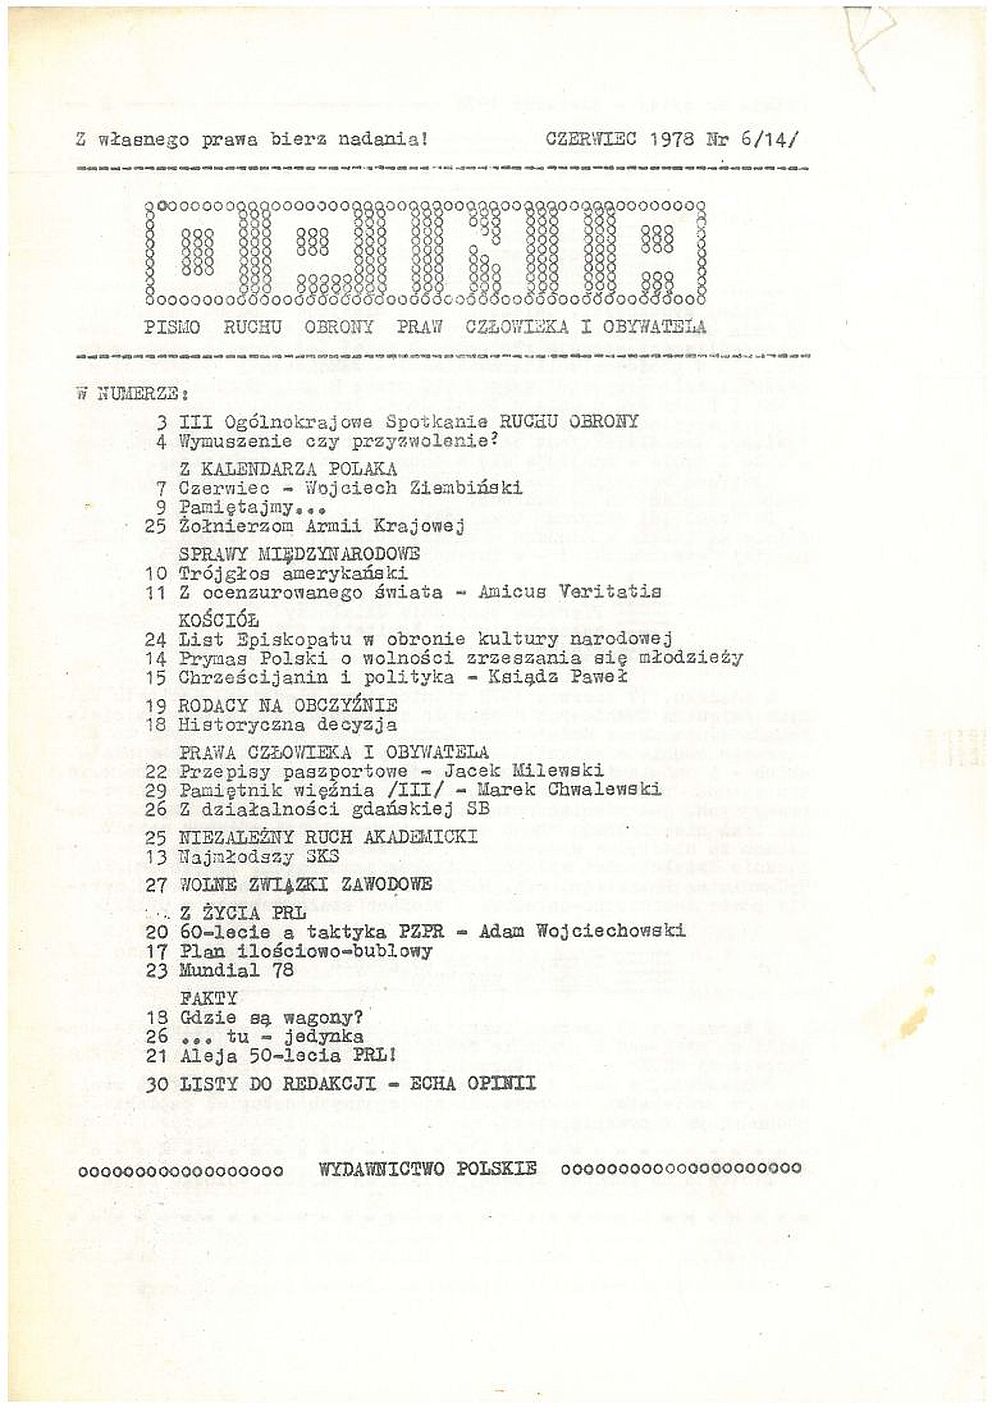 Z własnego prawa bierz nadania! CZERWIEC 1978 Nr 6/14/
OPINIA
PISMO RUCHU OBRONY PRAW CZŁOWIEKA I OBYWATELA
W NUMERZE:
3 III Ogólnokrajowe Spotkanie RUCHU OBRONY
4 Wymuszenie czy przyzwolenie?
Z KALENDARZA POLAKA
7 Czerwiec - Wojciech Ziembiński
9 Pamiętajmy...
25 Żołnierzom Armii Krajowej
SPRAWY MIĘDZYNARODOWE
10 Trójgłos amerykański
11 Z ocenzurowanego świata - Amicus Veritatis
KOŚCIÓŁ
24 List Episkopatu w obronie kultury narodowej
14 Prymas Polski o wolności zrzeszania się młodzieży
15 Chrześcijanin i polityka - Ksiądz Paweł
19 RODACY NA OBCZYŹNIE
18 Historyczna decyzja
PRAWA CZŁOWIEKA I OBYWATELA
22 Przepisy paszportowe - Jacek Milewski
29 Pamiętnik więźnia /III/ - Marek Chwalewski
26 Z działalności gdańskiej SB
25 NIEZALEŻNY RUCH AKADEMICKI
13 Najmłodszy SKS
27 WOLNE ZWIĄZKI ZAWODOWE
Z ŻYCIA PRL
20 60-lecie a taktyka PZPR - Adam Wojciechowski
17 Plan ilościowo-bublowy
23 Mundial 78
FAKTY
13 Gdzie są wagony?
26 ... tu - jedynka
21 Aleja 50-lecia PRL!
30 LISTY DO REDAKCJI - ECHA OPINII
oooooooooooooooooo WYDAWNICTWO POLSKIE ooooooooooooooooooooo